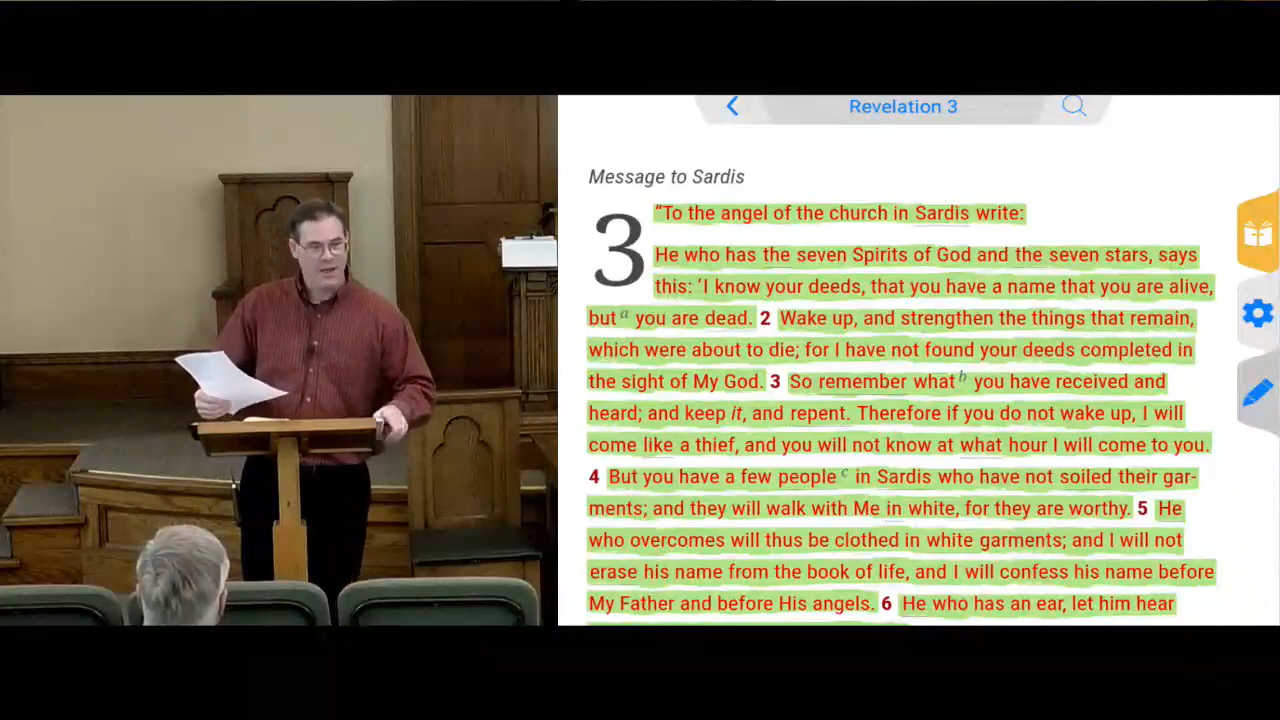 Revelation 3
Message to Sardis
3 “To the angel of the church in Sardis write:
He who has the seven Spirits of God and the seven stars, says
this: ’I know your deeds, that you have a name that you are alive,
but a you are dead. 2 Wake up, and strengthen the things that remain,
which were about to die; for I have not found your deeds completed in
the sight of My God. 3 So remember what b you have received and
heard; and keep it, and repent. Therefore if you do not wake up, I will
come like a thief, and you will not know at what hour I will come to you.
4 But you have a few people c in Sardis who have not soiled their gar-
ments; and they will walk with Me in white, for they are worthy. 5 He
who overcomes will thus be clothed in white garments; and I will not
erase his name from the book of life, and I will confess his name before
My Father and before His angels. 6 He who has an ear, let him hear